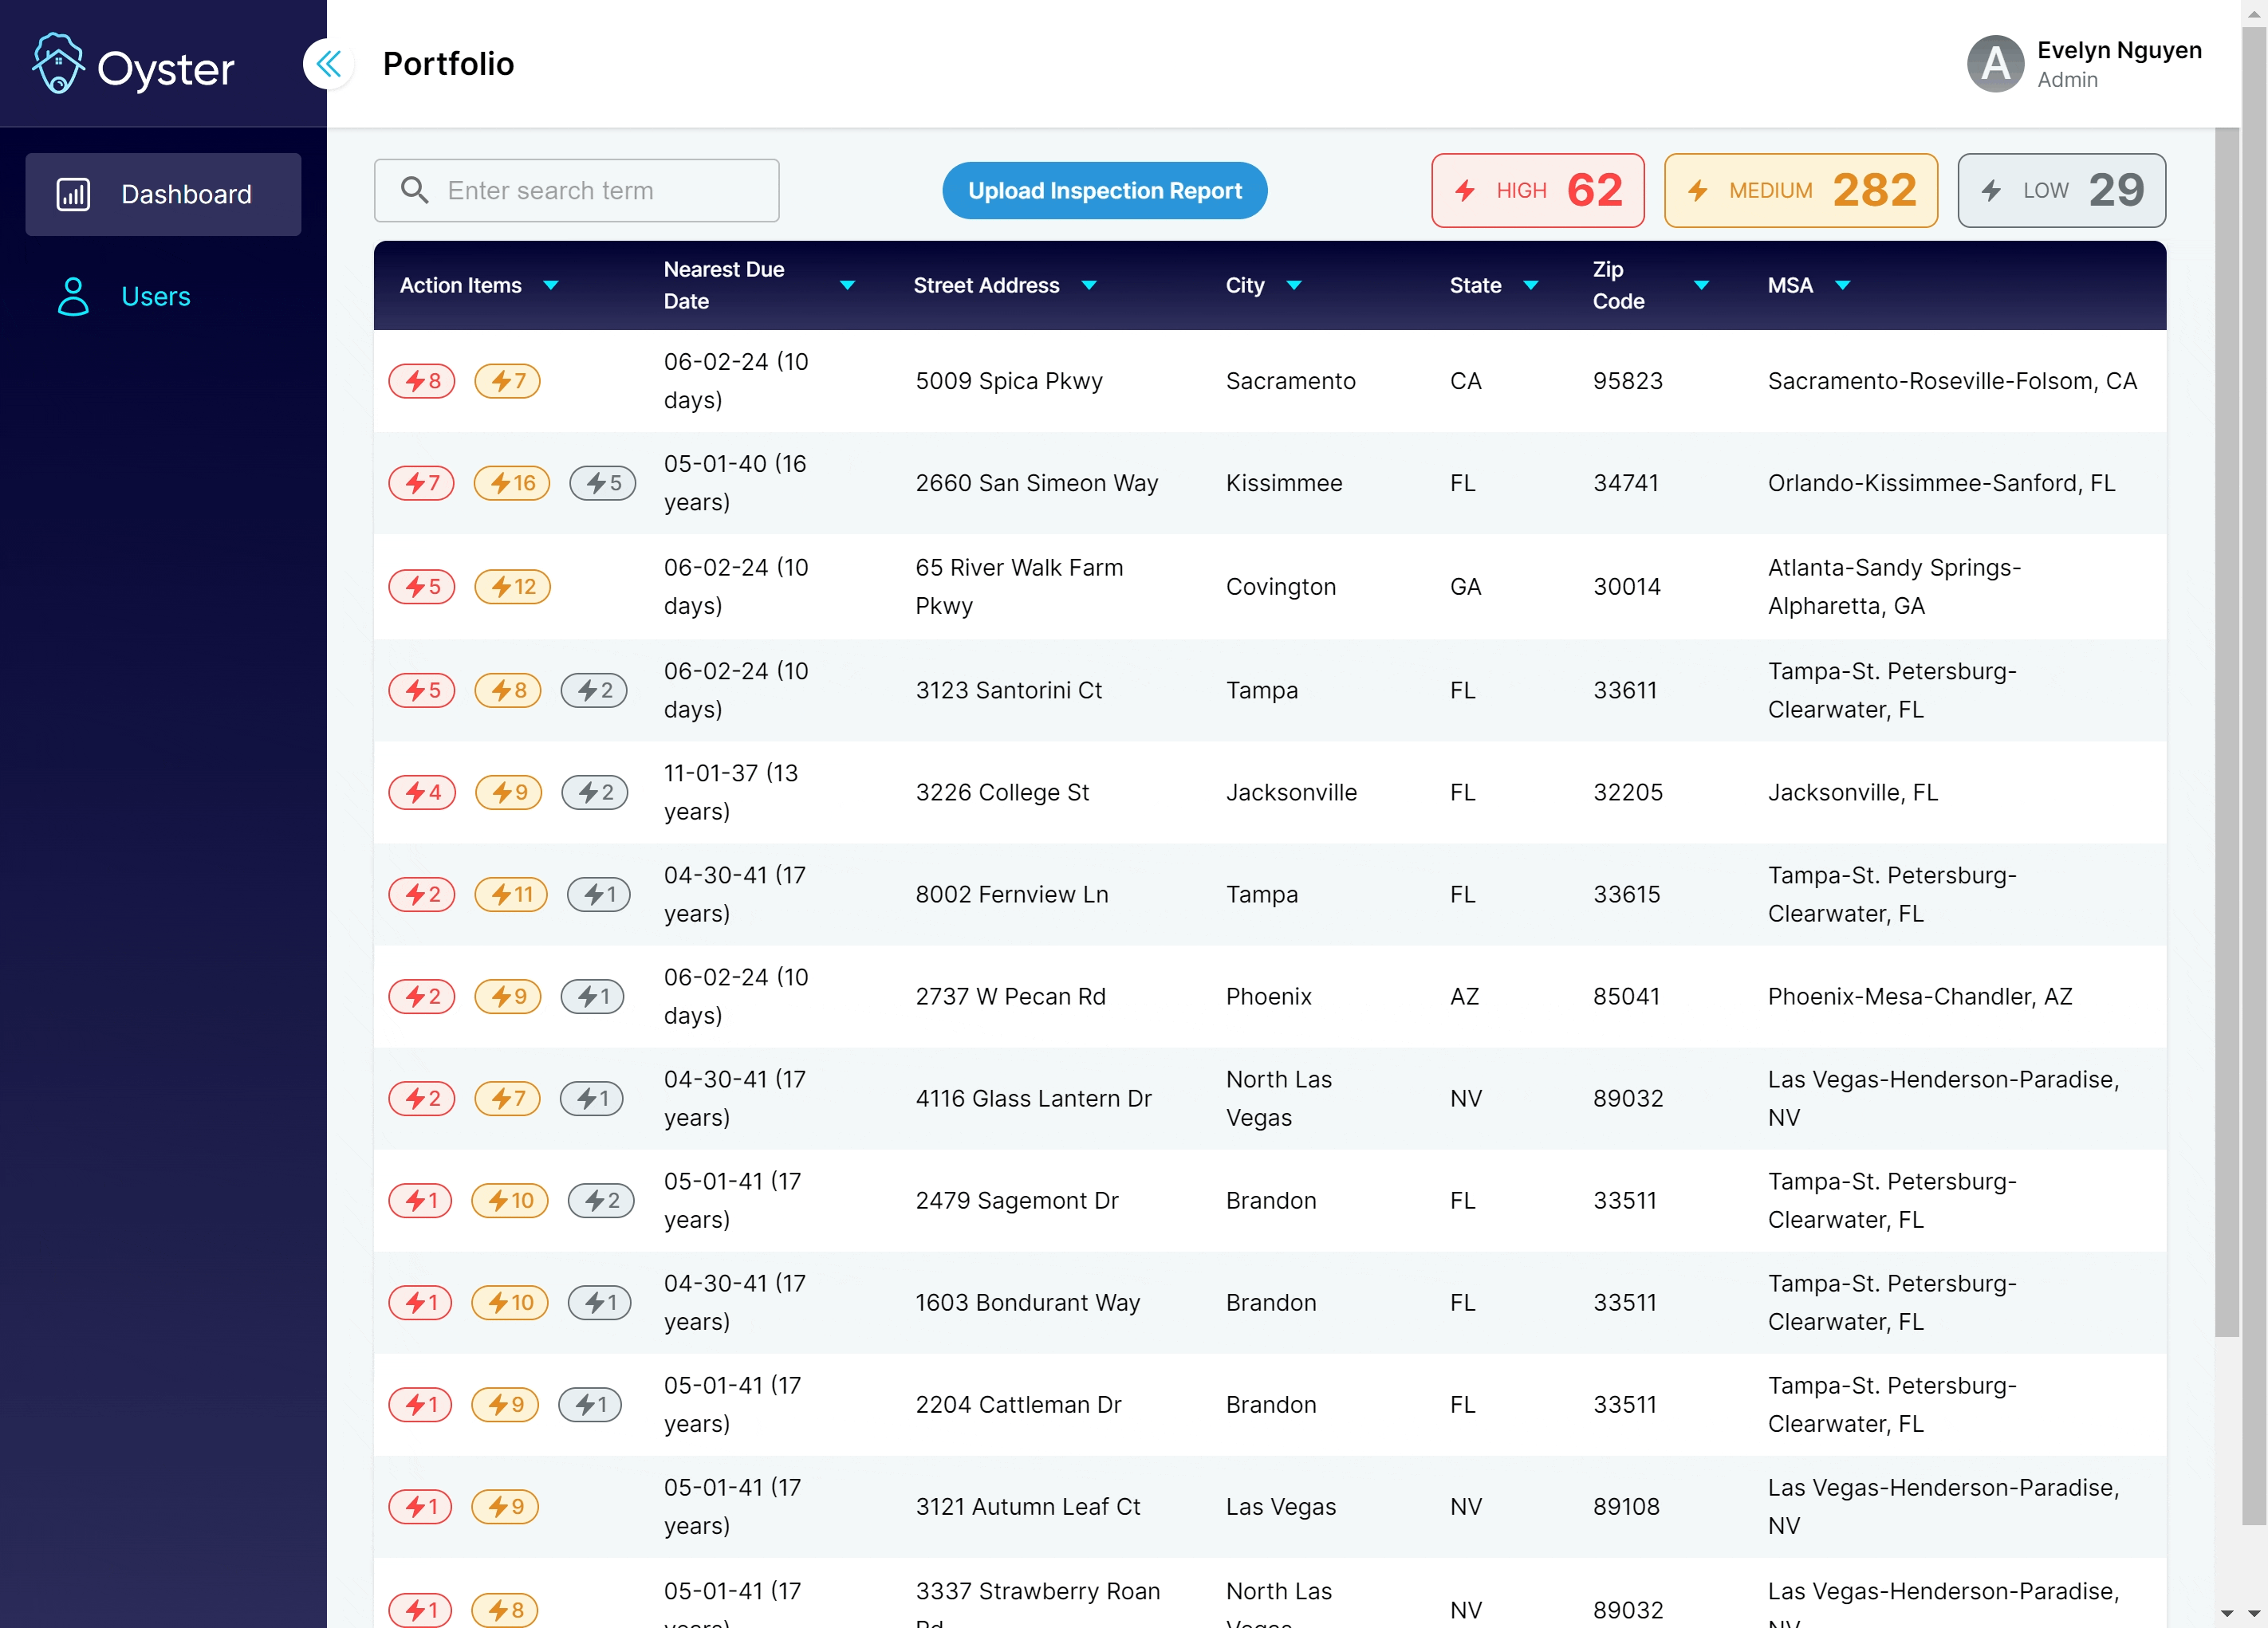 Oyster
Portfolio
A
Evelyn Nguyen
Admin
Dashboard
Users
Enter search term
Upload Inspection Report
HIGH 62
MEDIUM 282
LOW 29
Action Items
Nearest Due
Date
Street Address
City
State
Zip
Code
MSA
8 7
06-02-24 (10
days)
5009 Spica Pkwy
Sacramento
CA
95823
Sacramento-Roseville-Folsom, CA
7 16 5
05-01-40 (16
years)
2660 San Simeon Way
Kissimmee
FL
34741
Orlando-Kissimmee-Sanford, FL
5 12
06-02-24 (10
days)
65 River Walk Farm
Pkwy
Covington
GA
30014
Atlanta-Sandy Springs-
Alpharetta, GA
5 8 2
06-02-24 (10
days)
3123 Santorini Ct
Tampa
FL
33611
Tampa-St. Petersburg-
Clearwater, FL
4 9 2
11-01-37 (13
years)
3226 College St
Jacksonville
FL
32205
Jacksonville, FL
2 11 1
04-30-41 (17
years)
8002 Fernview Ln
Tampa
FL
33615
Tampa-St. Petersburg-
Clearwater, FL
2 9 1
06-02-24 (10
days)
2737 W Pecan Rd
Phoenix
AZ
85041
Phoenix-Mesa-Chandler, AZ
2 7 1
04-30-41 (17
years)
4116 Glass Lantern Dr
North Las
Vegas
NV
89032
Las Vegas-Henderson-Paradise,
NV
1 10 2
05-01-41 (17
years)
2479 Sagemont Dr
Brandon
FL
33511
Tampa-St. Petersburg-
Clearwater, FL
1 10 1
04-30-41 (17
years)
1603 Bondurant Way
Brandon
FL
33511
Tampa-St. Petersburg-
Clearwater, FL
1 9 1
05-01-41 (17
years)
2204 Cattleman Dr
Brandon
FL
33511
Tampa-St. Petersburg-
Clearwater, FL
1 9
05-01-41 (17
years)
3121 Autumn Leaf Ct
Las Vegas
NV
89108
Las Vegas-Henderson-Paradise,
NV
1 8
05-01-41 (17
3337 Strawberry Roan
North Las
NV
89032
Las Vegas-Henderson-Paradise,